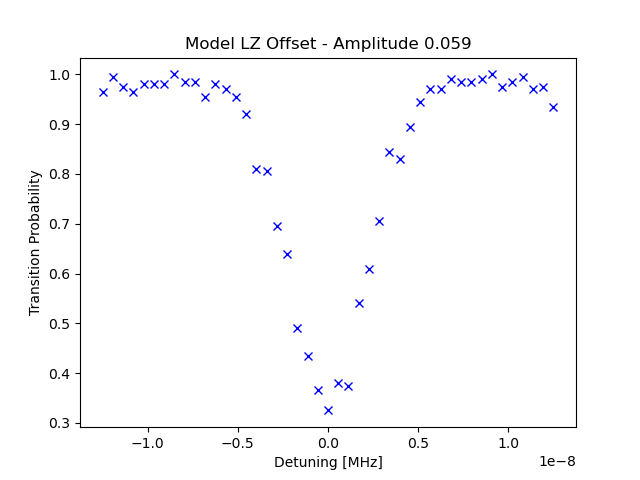 Model LZ Offset - Amplitude 0.059
Transition Probability
1.0
0.9
0.8
0.7
0.6
0.5
0.4
0.3
−1.0 −0.5 0.0 0.5 1.0
1e−8
Detuning [MHz]